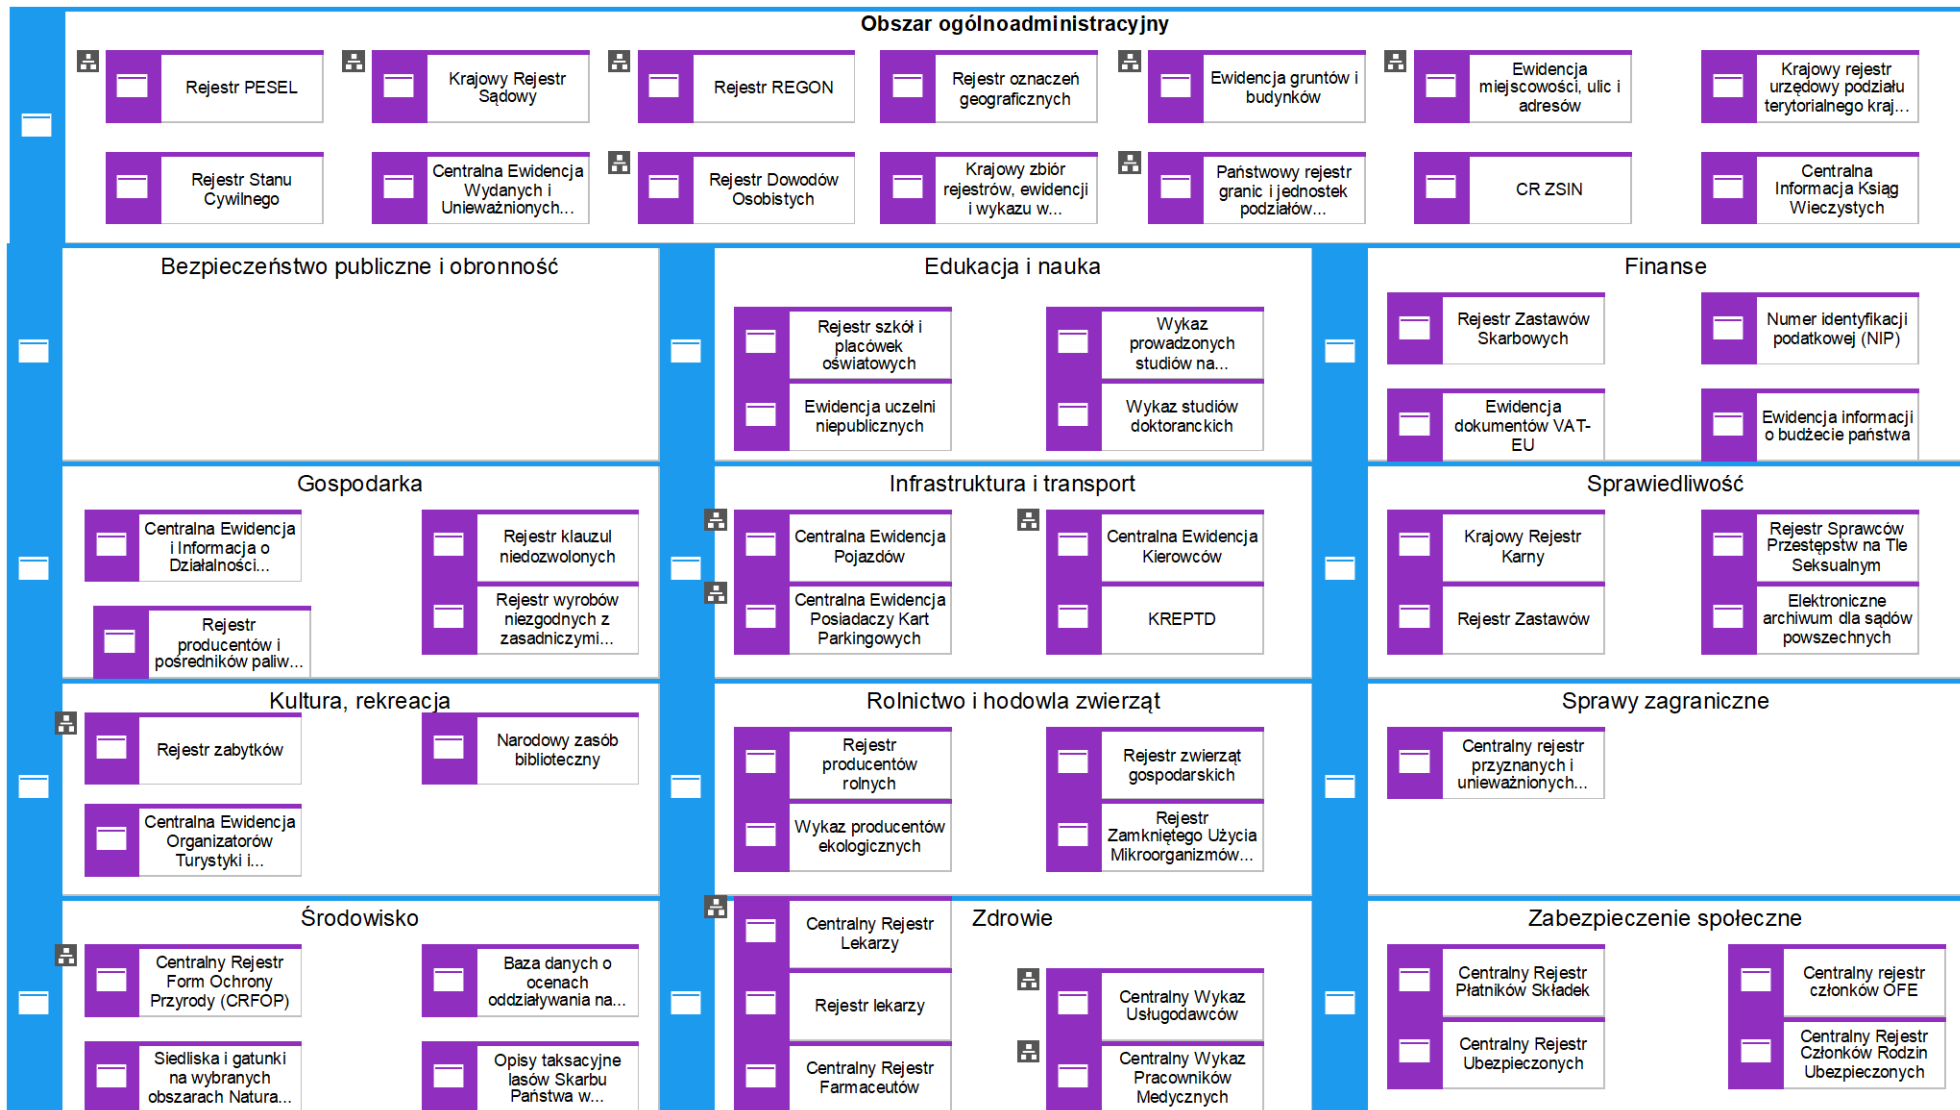 Obszar ogólnoadministracyjny
Rejestr PESEL
Krajowy Rejestr
Sądowy
Rejestr REGON
Rejestr oznaczeń
geograficznych
Ewidencja gruntów i
budynków
Ewidencja
miejscowości, ulic i
adresów
Krajowy rejestr
urzędowy podziału
terytorialnego kraj...
Rejestr Stanu
Cywilnego
Centralna Ewidencja
Wydanych i
Unieważnionych...
Rejestr Dowodów
Osobistych
Krajowy zbiór
rejestrów, ewidencji
i wykazu w...
Państwowy rejestr
granic i jednostek
podziałów...
CR ZSIN
Centralna
Informacja Ksiąg
Wieczystych
Bezpieczeństwo publiczne i obronność
Edukacja i nauka
Rejestr szkół i
placówek
oświatowych
Wykaz
prowadzonych
studiów na...
Ewidencja uczelni
niepublicznych
Wykaz studiów
doktoranckich
Finanse
Rejestr Zastawów
Skarbowych
Numer identyfikacji
podatkowej (NIP)
Ewidencja
dokumentów VAT-
EU
Ewidencja informacji
o budżecie państwa
Gospodarka
Centralna Ewidencja
i Informacja o
Działalności...
Rejestr klauzul
niedozwolonych
Rejestr
producentów i
pośredników paliw...
Rejestr wyrobów
niezgodnych z
zasadniczymi...
Infrastruktura i transport
Centralna Ewidencja
Pojazdów
Centralna Ewidencja
Kierowców
Centralna Ewidencja
Posiadaczy Kart
Parkingowych
KREPTD
Sprawiedliwość
Krajowy Rejestr
Karny
Rejestr Sprawców
Przestępstw na Tle
Seksualnym
Rejestr Zastawów
Elektroniczne
archiwum dla sądów
powszechnych
Kultura, rekreacja
Rejestr zabytków
Narodowy zasób
biblioteczny
Centralna Ewidencja
Organizatorów
Turystyki i...
Rolnictwo i hodowla zwierząt
Rejestr
producentów
rolnych
Rejestr zwierząt
gospodarskich
Wykaz producentów
ekologicznych
Rejestr
Zamkniętego Użycia
Mikroorganizmów...
Sprawy zagraniczne
Centralny rejestr
przyznanych i
unieważnionych...
Środowisko
Centralny Rejestr
Form Ochrony
Przyrody (CRFOP)
Baza danych o
ocenach
oddziaływania na...
Siedliska i gatunki
na wybranych
obszarach Natura...
Opisy taksacyjne
lasów Skarbu
Państwa w...
Zdrowie
Centralny Rejestr
Lekarzy
Rejestr lekarzy
Centralny Wykaz
Usługodawców
Centralny Rejestr
Farmaceutów
Centralny Wykaz
Pracowników
Medycznych
Zabezpieczenie społeczne
Centralny Rejestr
Płatników Składek
Centralny rejestr
członków OFE
Centralny Rejestr
Ubezpieczonych
Centralny Rejestr
Członków Rodzin
Ubezpieczonych